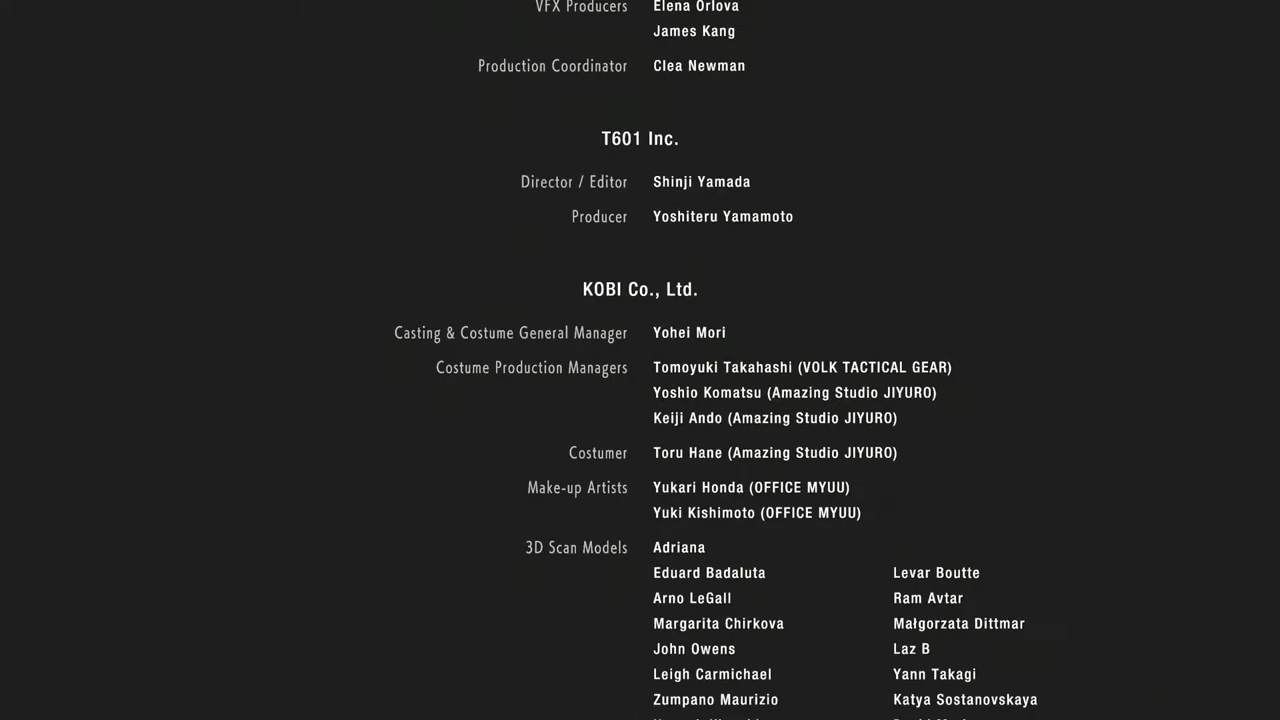 VFX Producers Elena Orlova
James Kang
Production Coordinator Clea Newman
T601 Inc.
Director / Editor Shinji Yamada
Producer Yoshiteru Yamamoto
KOBI Co., Ltd.
Casting & Costume General Manager Yohei Mori
Costume Production Managers Tomoyuki Takahashi (VOLK TACTICAL GEAR)
Yoshio Komatsu (Amazing Studio JIYURO)
Keiji Ando (Amazing Studio JIYURO)
Costumer Toru Hane (Amazing Studio JIYURO)
Make-up Artists Yukari Honda (OFFICE MYUU)
Yuki Kishimoto (OFFICE MYUU)
3D Scan Models Adriana
Eduard Badaluta Levar Boutte
Arno LeGall Ram Avtar
Margarita Chirkova Małgorzata Dittmar
John Owens Laz B
Leigh Carmichael Yann Takagi
Zumpano Maurizio Katya Sostanovskaya